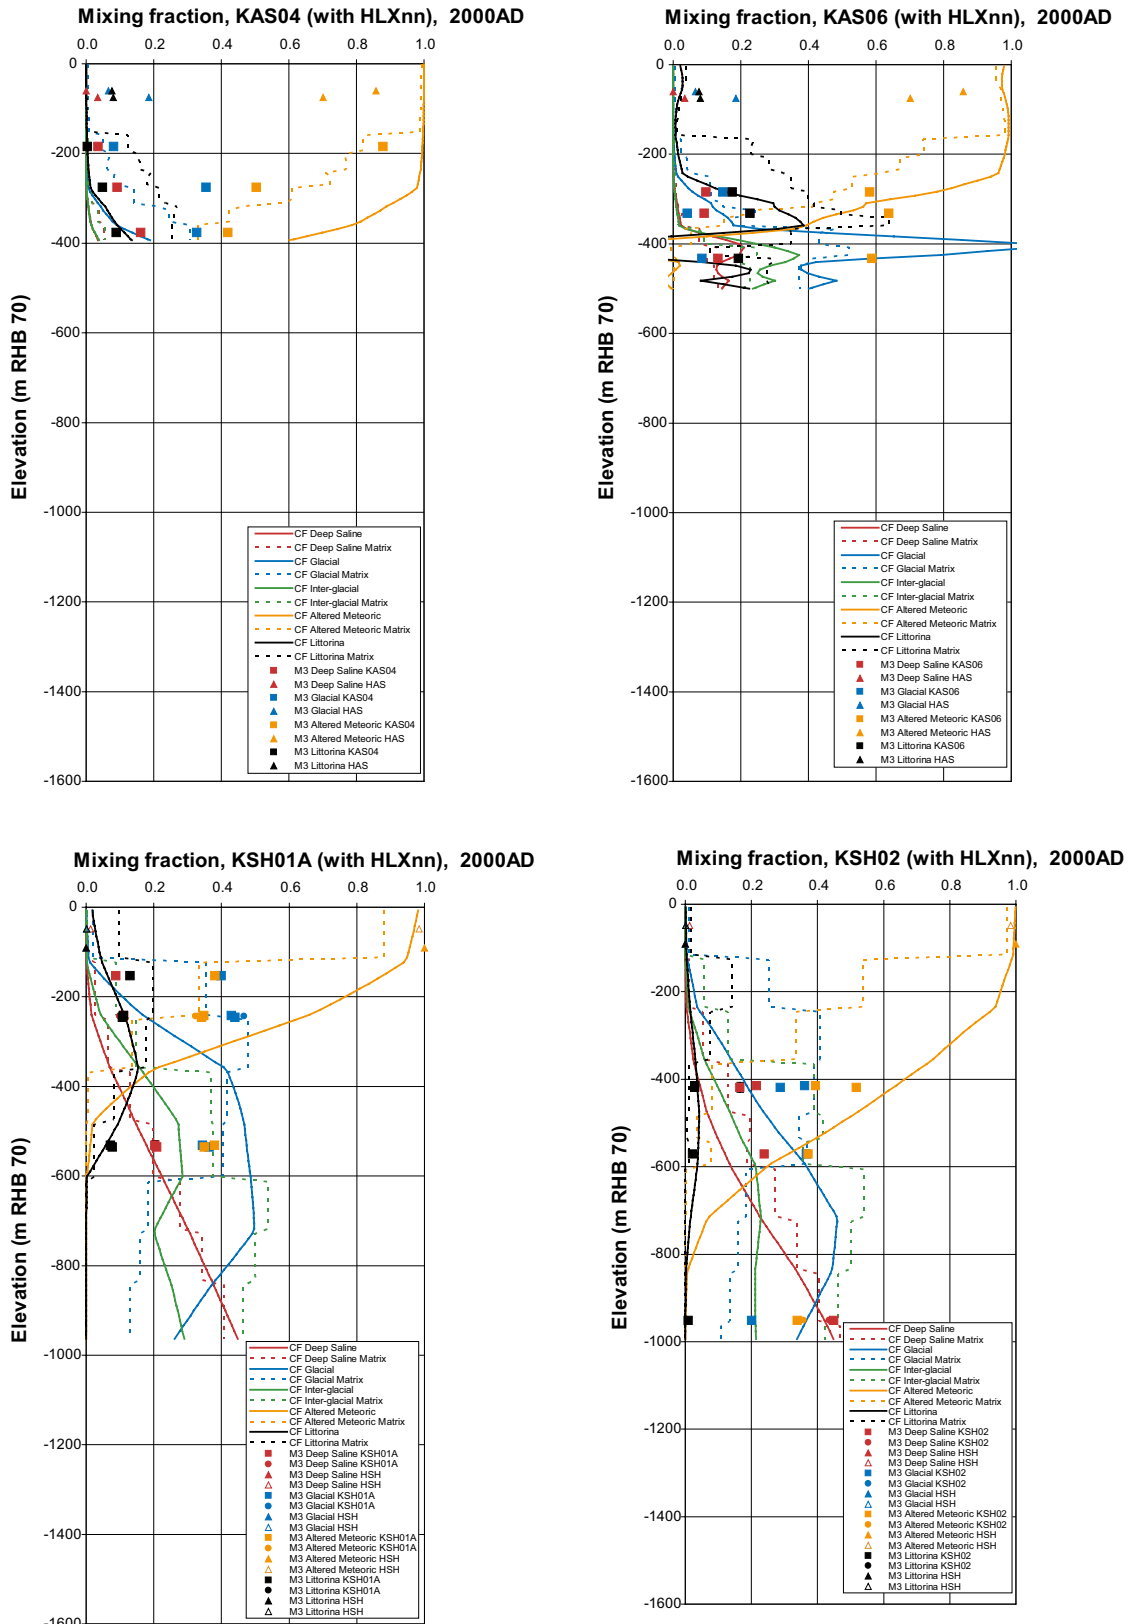 Mixing fraction, KAS04 (with HLXnn),  2000AD
0.0 0.2 0.4 0.6 0.8 1.0
0
-200
-400
-600
-800
-1000
-1200
-1400
-1600
Elevation (m RHB 70)
CF Deep Saline
CF Deep Saline Matrix
CF Glacial
CF Glacial Matrix
CF Inter-glacial
CF Inter-glacial Matrix
CF Altered Meteoric
CF Altered Meteoric Matrix
CF Littorina
CF Littorina Matrix
M3 Deep Saline KAS04
M3 Deep Saline HAS
M3 Glacial KAS04
M3 Glacial HAS
M3 Altered Meteoric KAS04
M3 Altered Meteoric HAS
M3 Littorina KAS04
M3 Littorina HAS
Mixing fraction, KAS06 (with HLXnn),  2000AD
0.0 0.2 0.4 0.6 0.8 1.0
0
-200
-400
-600
-800
-1000
-1200
-1400
-1600
Elevation (m RHB 70)
CF Deep Saline
CF Deep Saline Matrix
CF Glacial
CF Glacial Matrix
CF Inter-glacial
CF Inter-glacial Matrix
CF Altered Meteoric
CF Altered Meteoric Matrix
CF Littorina
CF Littorina Matrix
M3 Deep Saline KAS06
M3 Deep Saline HAS
M3 Glacial KAS06
M3 Glacial HAS
M3 Altered Meteoric KAS06
M3 Altered Meteoric HAS
M3 Littorina KAS06
M3 Littorina HAS
Mixing fraction, KSH01A (with HLXnn),  2000AD
0.0 0.2 0.4 0.6 0.8 1.0
0
-200
-400
-600
-800
-1000
-1200
-1400
-1600
Elevation (m RHB 70)
CF Deep Saline
CF Deep Saline Matrix
CF Glacial
CF Glacial Matrix
CF Inter-glacial
CF Inter-glacial Matrix
CF Altered Meteoric
CF Altered Meteoric Matrix
CF Littorina
CF Littorina Matrix
M3 Deep Saline KSH01A
M3 Deep Saline KSH01A
M3 Deep Saline HSH
M3 Deep Saline HSH
M3 Glacial KSH01A
M3 Glacial KSH01A
M3 Glacial HSH
M3 Glacial HSH
M3 Altered Meteoric KSH01A
M3 Altered Meteoric KSH01A
M3 Altered Meteoric HSH
M3 Altered Meteoric HSH
M3 Littorina KSH01A
M3 Littorina KSH01A
M3 Littorina HSH
M3 Littorina HSH
Mixing fraction, KSH02 (with HLXnn),  2000AD
0.0 0.2 0.4 0.6 0.8 1.0
0
-200
-400
-600
-800
-1000
-1200
-1400
-1600
Elevation (m RHB 70)
CF Deep Saline
CF Deep Saline Matrix
CF Glacial
CF Glacial Matrix
CF Inter-glacial
CF Inter-glacial Matrix
CF Altered Meteoric
CF Altered Meteoric Matrix
CF Littorina
CF Littorina Matrix
M3 Deep Saline KSH02
M3 Deep Saline KSH02
M3 Deep Saline HSH
M3 Deep Saline HSH
M3 Glacial KSH02
M3 Glacial KSH02
M3 Glacial HSH
M3 Glacial HSH
M3 Altered Meteoric KSH02
M3 Altered Meteoric KSH02
M3 Altered Meteoric HSH
M3 Altered Meteoric HSH
M3 Littorina KSH02
M3 Littorina KSH02
M3 Littorina HSH
M3 Littorina HSH